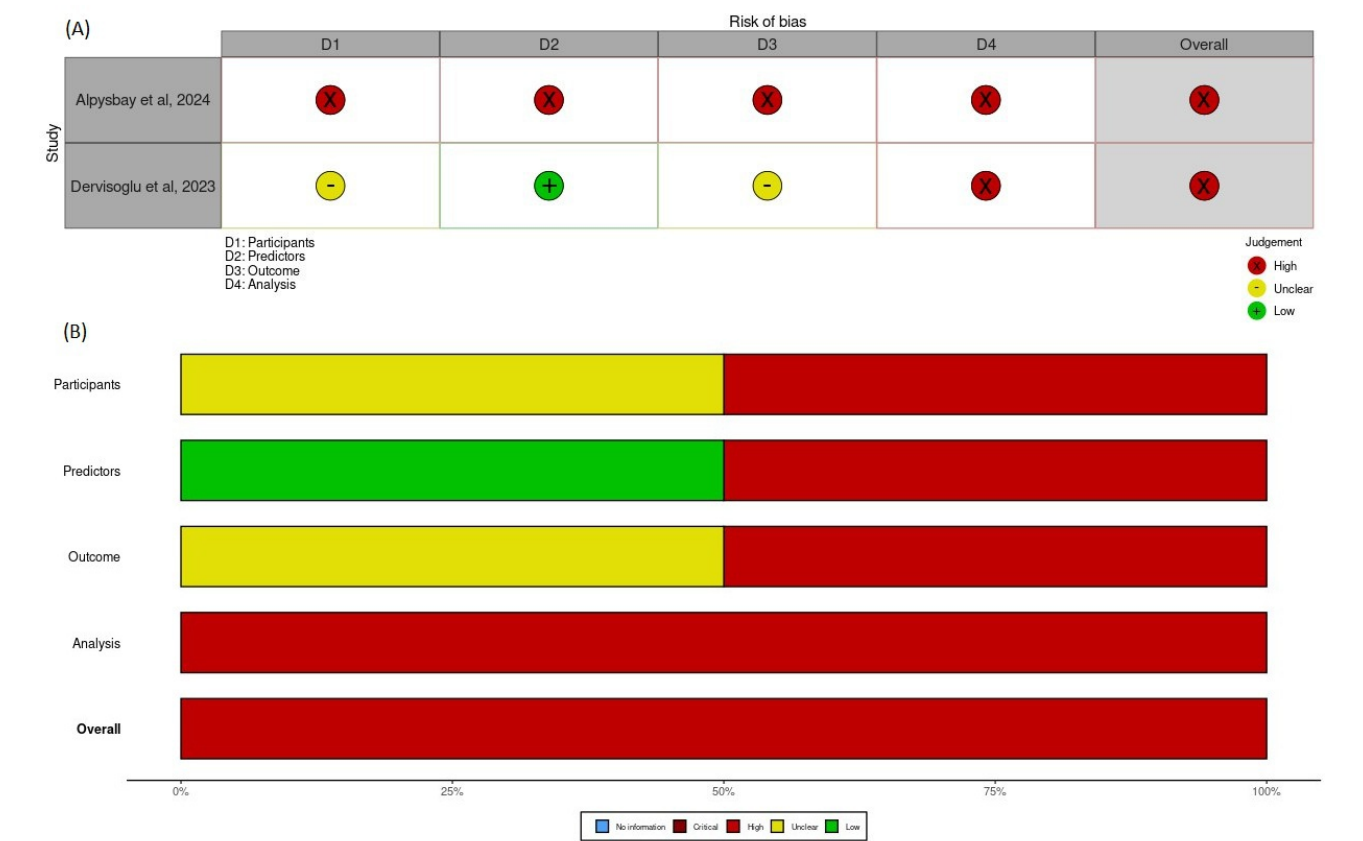 (A)
Risk of bias
D1 D2 D3 D4 Overall
Study
Alpysbay et al, 2024 X X X X X
Dervisoglu et al, 2023 - + - X X
D1: Participants
D2: Predictors
D3: Outcome
D4: Analysis
Judgement
X High
- Unclear
+ Low
(B)
Participants
Predictors
Outcome
Analysis
Overall
0% 25% 50% 75% 100%
No information Critical High Unclear Low